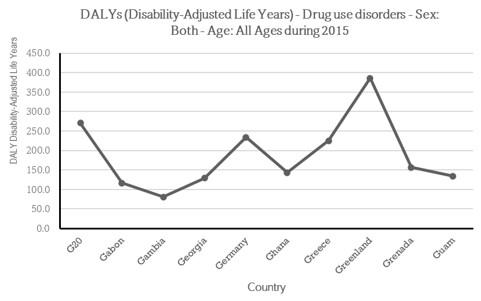 DALYs (Disability-Adjusted Life Years) - Drug use disorders - Sex:
Both - Age: All Ages during 2015
DALY Disability-Adjusted Life Years
450.0
400.0
350.0
300.0
250.0
200.0
150.0
100.0
50.0
0.0
G20
Gabon
Gambia
Georgia
Germany
Ghana
Greece
Greenland
Grenada
Guam
Country